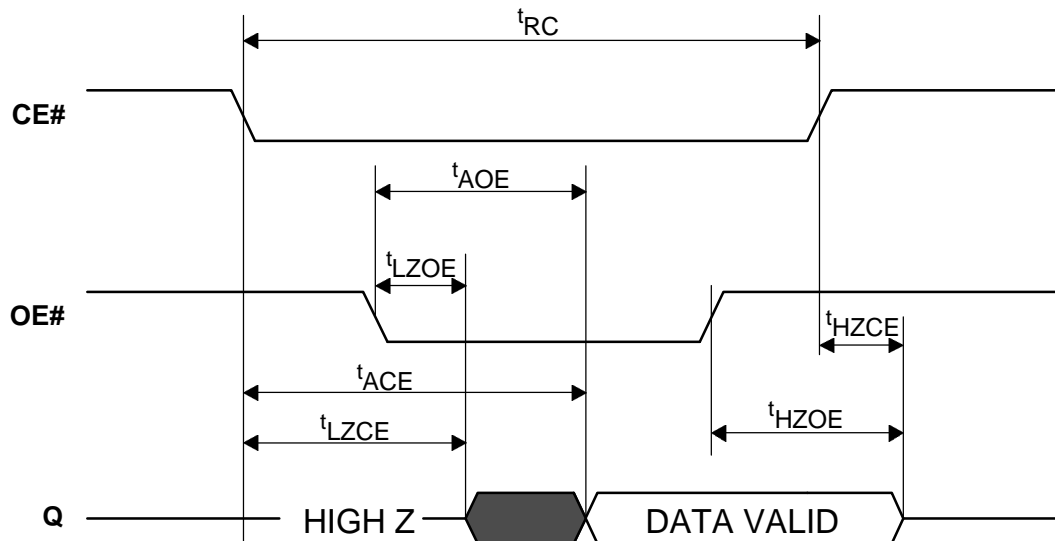 tRC
CE#
tAOE
tLZOE
OE#
tHZCE
tACE
tHZOE
tLZCE
Q
HIGH Z
DATA VALID